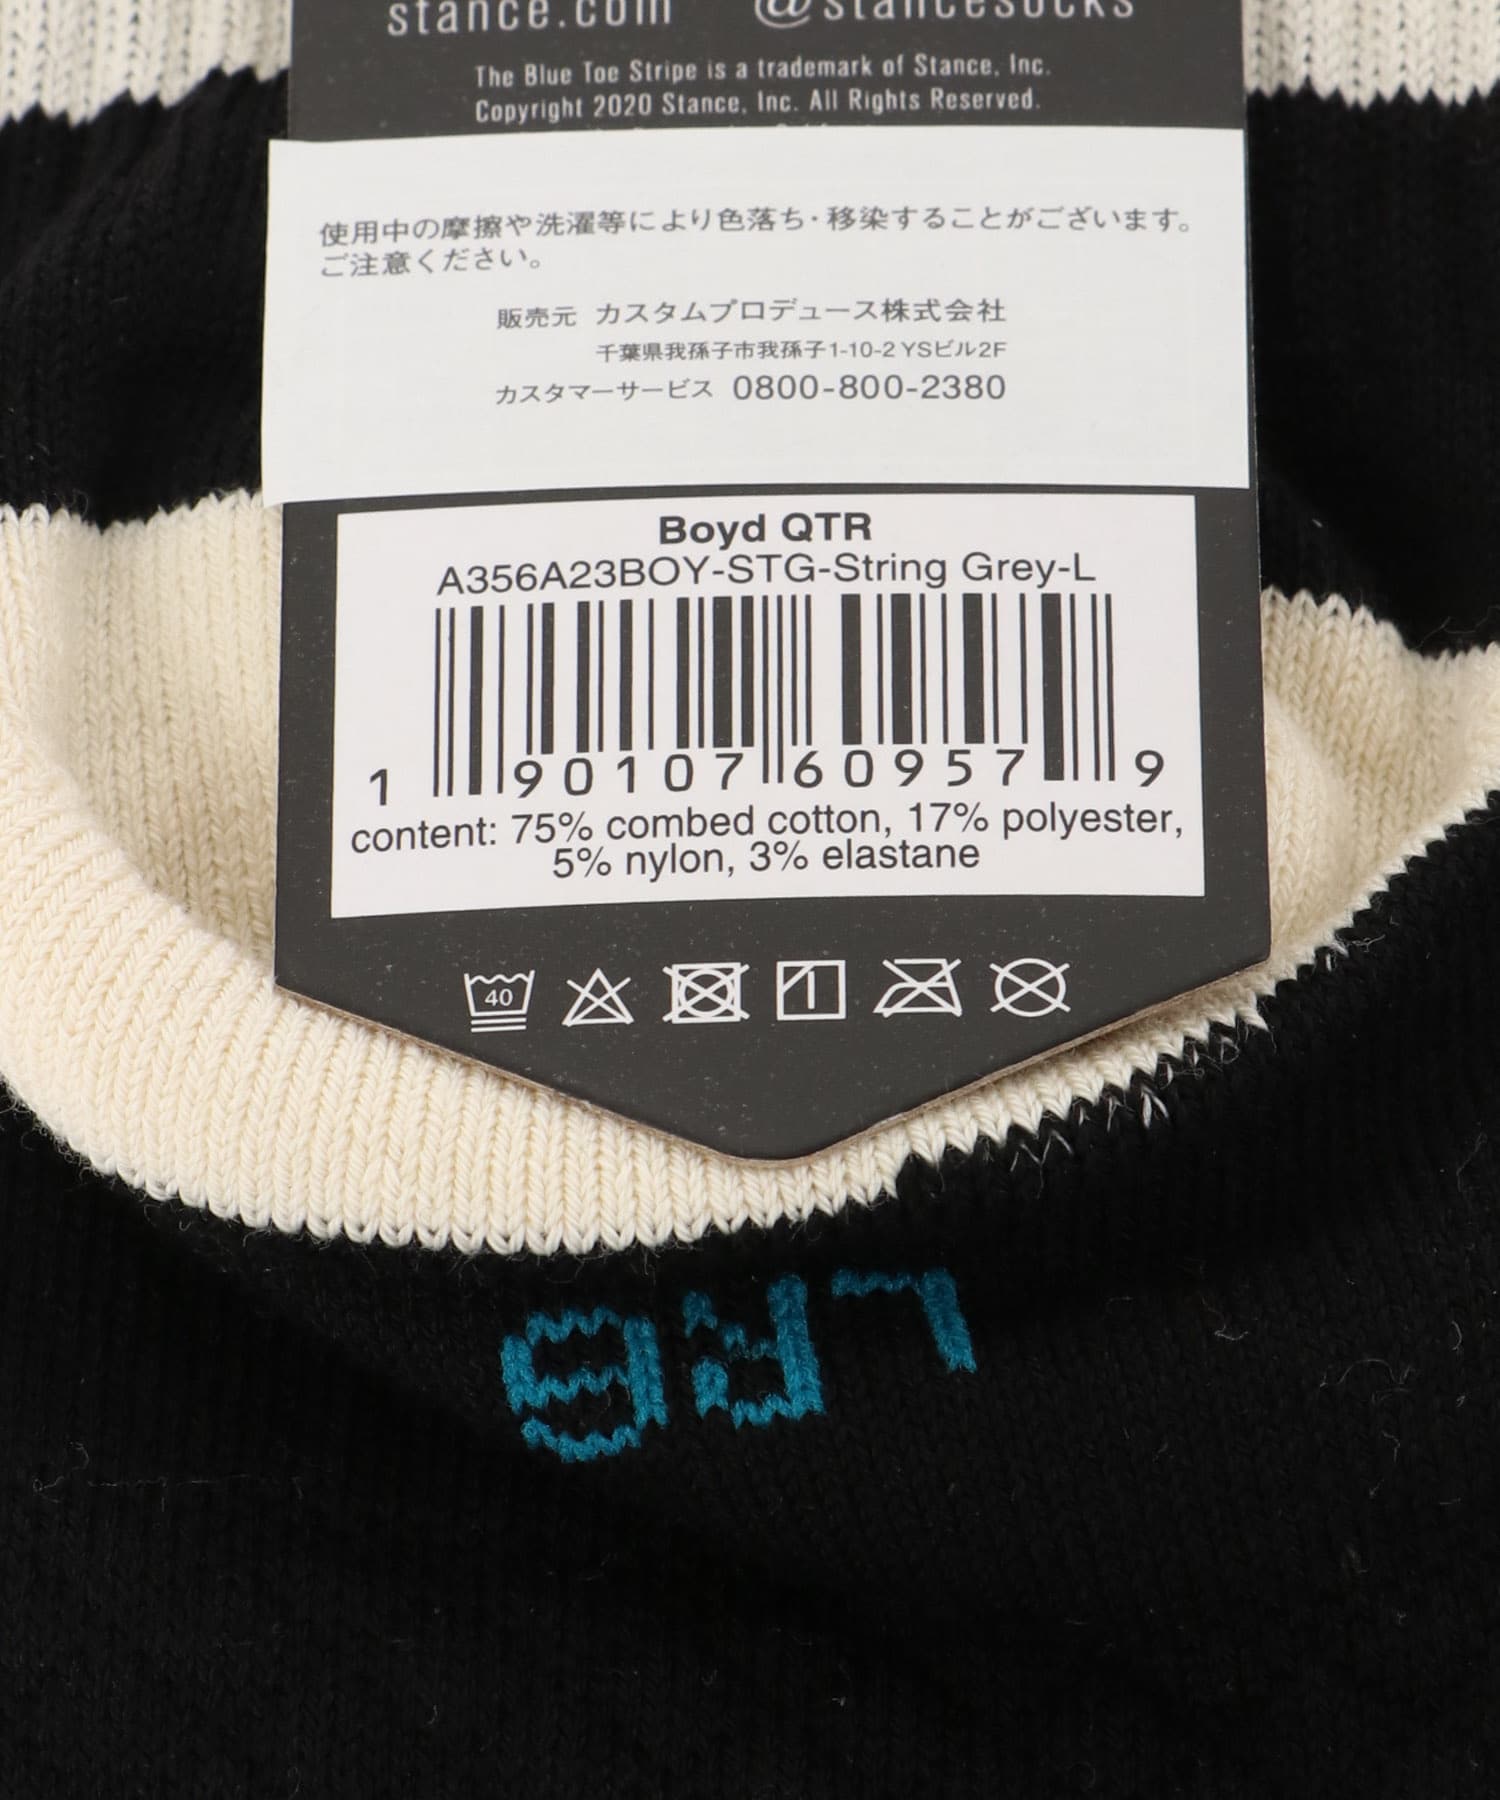 stance.com @stancesocks
The Blue Toe Stripe is a trademark of Stance, Inc.
Copyright 2020 Stance, Inc. All Rights Reserved.
使用中の摩擦や洗濯等により色落ち・移染することがございます。
ご注意ください。
販売元 カスタムプロデュース株式会社
千葉県我孫子市我孫子1-10-2 YSビル2F
カスタマーサービス 0800-800-2380
Boyd QTR
A356A23BOY-STG-String Grey-L
1 90107 60957 9
content: 75% combed cotton, 17% polyester,
5% nylon, 3% elastane
40